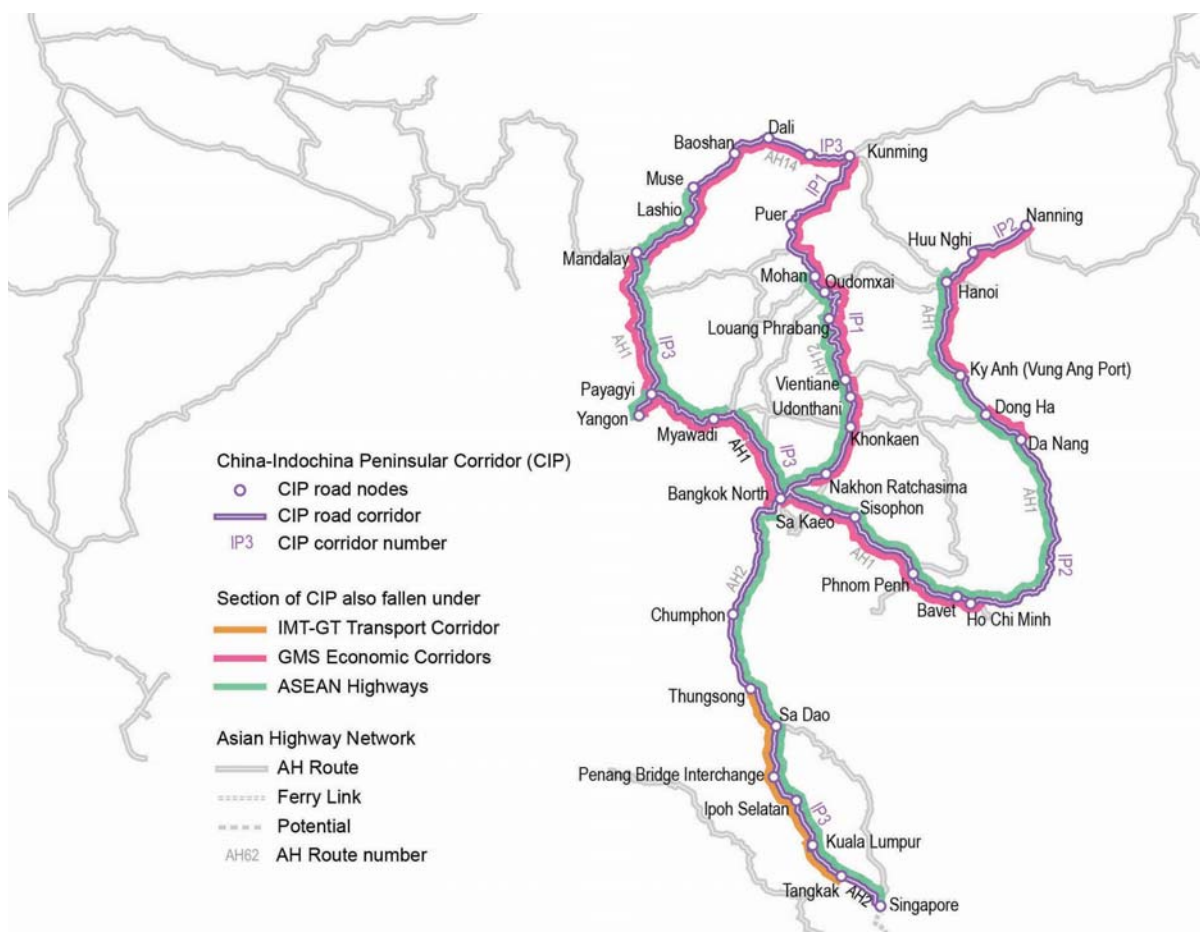 Dali
Baoshan
IP3
Kunming
AH14
IP1
Muse
Lashio
Puer
Nanning
IP2
Huu Nghi
Mandalay
Mohan
Oudomxai
Hanoi
Louang Phrabang
IP1
AH1
AH1
IP3
AH12
Payagyi
Vientiane
Ky Anh (Vung Ang Port)
Yangon
Udonthani
Dong Ha
Myawadi
Khonkaen
Da Nang
AH1
IP3
China-Indochina Peninsular Corridor (CIP)
CIP road nodes
CIP road corridor
IP3 CIP corridor number
Bangkok North
Nakhon Ratchasima
Sa Kaeo
Sisophon
AH1
AH1
IP2
AH2
Phnom Penh
Bavet
Ho Chi Minh
Section of CIP also fallen under
IMT-GT Transport Corridor
GMS Economic Corridors
ASEAN Highways
Chumphon
Thungsong
Sa Dao
Asian Highway Network
AH Route
Ferry Link
Potential
AH62 AH Route number
Penang Bridge Interchange
Ipoh Selatan
IP3
Kuala Lumpur
Tangkak
AH2
Singapore